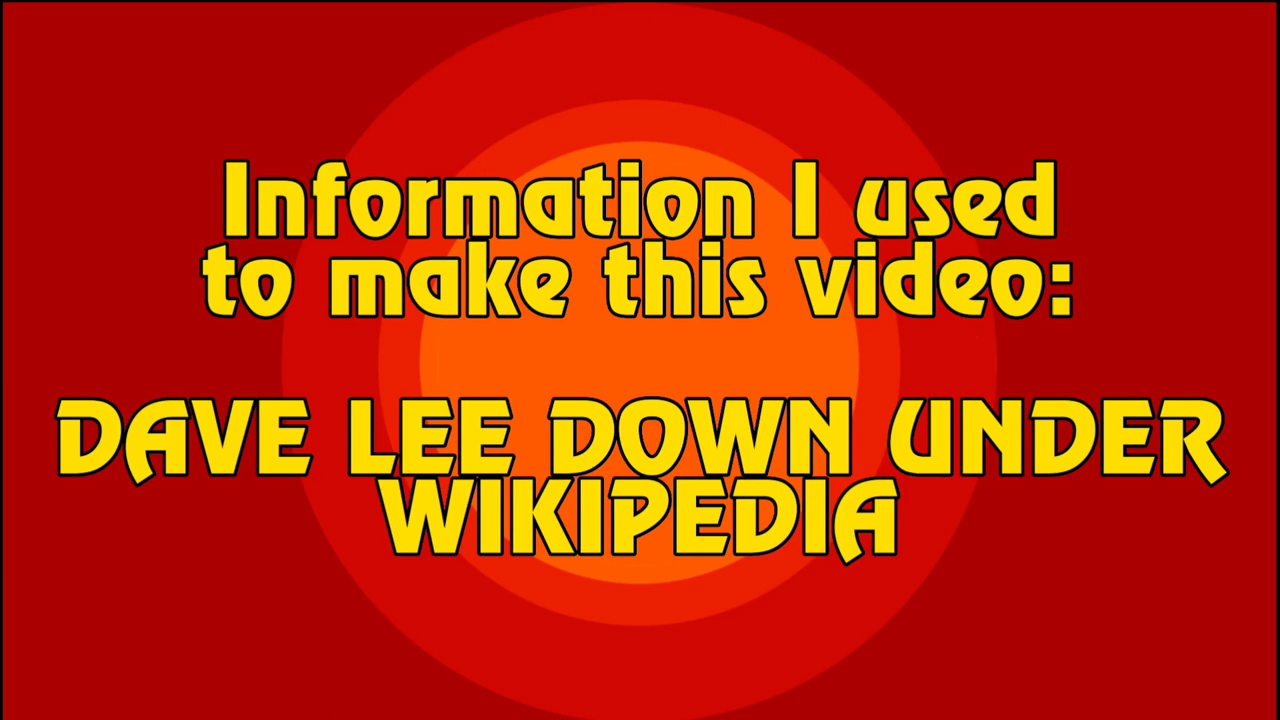 Information I used
to make this video:
DAVE LEE DOWN UNDER
WIKIPEDIA